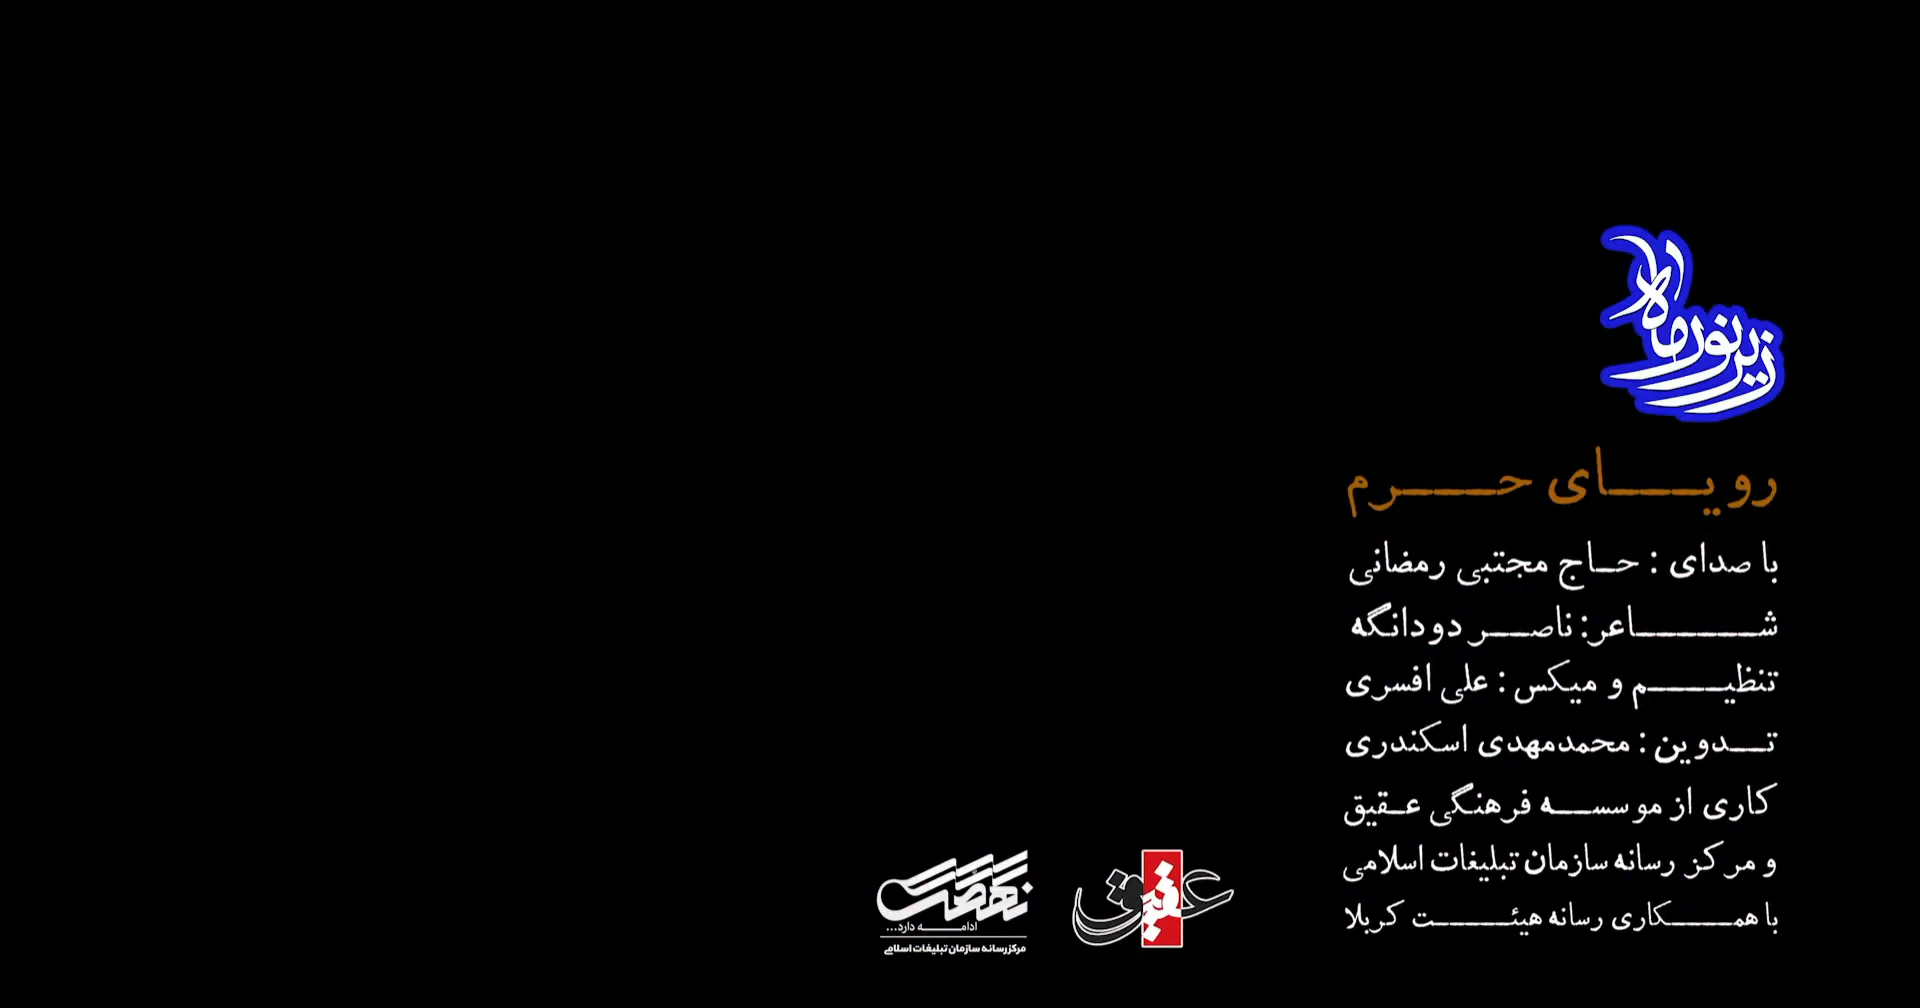 زیر نور ماه
رویای حرم
با صدای : حاج مجتبی رمضانی
شاعر: ناصر دودانگه
تنظیم و میکس : علی افسری
تدوین : محمدمهدی اسکندری
کاری از موسسه فرهنگی عقیق
و مرکز رسانه سازمان تبلیغات اسلامی
با همکاری رسانه هیئت کربلا
عقیق
نهضت
ادامه دارد...
مرکز رسانه سازمان تبلیغات اسلامی